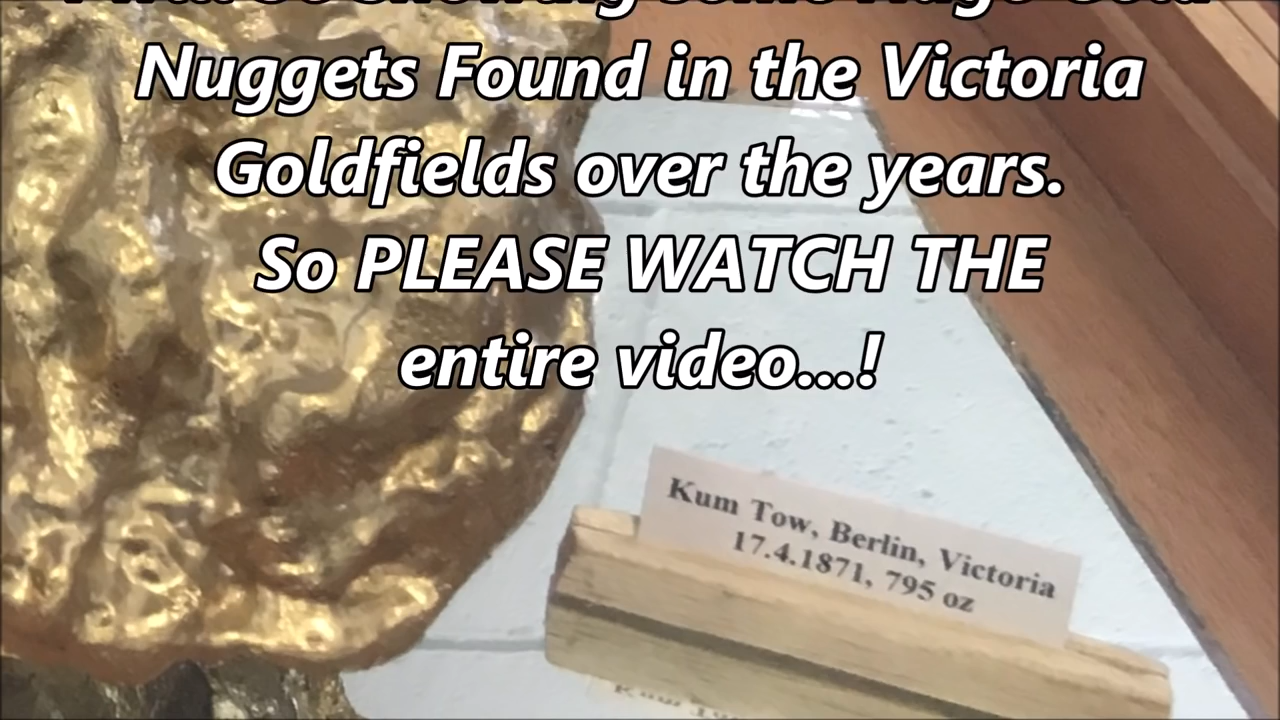 Nuggets Found in the Victoria
Goldfields over the years.
So PLEASE WATCH THE
entire video...!
Kum Tow, Berlin, Victoria
17.4.1871, 795 oz